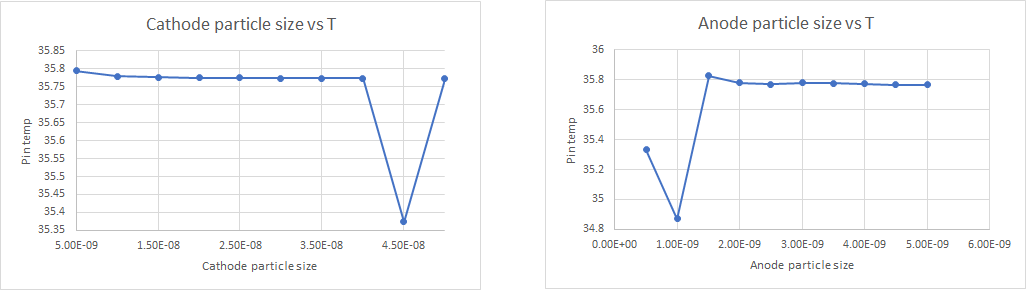 Cathode particle size vs T
35.85
35.8
35.75
35.7
35.65
35.6
35.55
35.5
35.45
35.4
35.35
Pin temp
5.00E-09 1.50E-08 2.50E-08 3.50E-08 4.50E-08
Cathode particle size
Anode particle size vs T
36
35.8
35.6
35.4
35.2
35
34.8
Pin temp
0.00E+00 1.00E-09 2.00E-09 3.00E-09 4.00E-09 5.00E-09 6.00E-09
Anode particle size